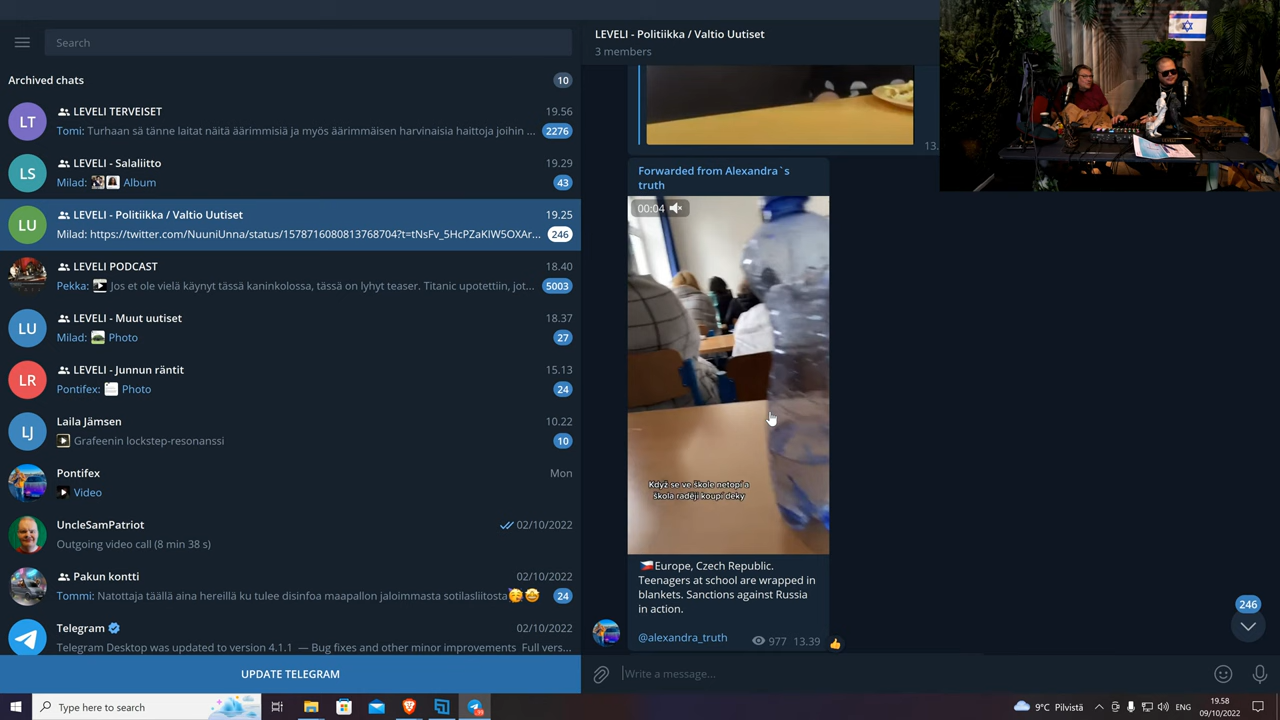 Search
Archived chats
10
LT
LEVELI TERVEISET
19.56
Tomi: Turhaan sä tänne laitat näitä äärimmisiä ja myös äärimmäisen harvinaisia haittoja joihin ...
2276
LS
LEVELI - Salaliitto
19.29
Milad: Album
43
LU
LEVELI - Politiikka / Valtio Uutiset
19.25
Milad: https://twitter.com/NuuniUnna/status/1578716080813768704?t=tNsFv_5HcPZaKIW5OXAr...
246
LEVELI PODCAST
18.40
Pekka: Jos et ole vielä käynyt tässä kaninkolossa, tässä on lyhyt teaser. Titanic upotettiin, jot...
5003
LU
LEVELI - Muut uutiset
18.37
Milad: Photo
27
LR
LEVELI - Junnun räntit
15.13
Pontifex: Photo
24
LJ
Laila Jämsen
10.22
Grafeenin lockstep-resonanssi
10
Pontifex
Mon
Video
UncleSamPatriot
02/10/2022
Outgoing video call (8 min 38 s)
Pakun kontti
02/10/2022
Tommi: Natottaja täällä aina hereillä ku tulee disinfoa maapallon jaloimmasta sotilasliitosta🥳🤩
24
Telegram
02/10/2022
Telegram Desktop was updated to version 4.1.1 — Bug fixes and other minor improvements Full vers...
UPDATE TELEGRAM
LEVELI - Politiikka / Valtio Uutiset
3 members
13.
Forwarded from Alexandra`s
truth
00:04
Když se ve škole netopí a
škola raději koupí deky
🇨🇿Europe, Czech Republic.
Teenagers at school are wrapped in
blankets. Sanctions against Russia
in action.
@alexandra_truth
977 13.39
👍
246
Write a message...
Type here to search
9°C Pilvistä
ENG
19.58
09/10/2022